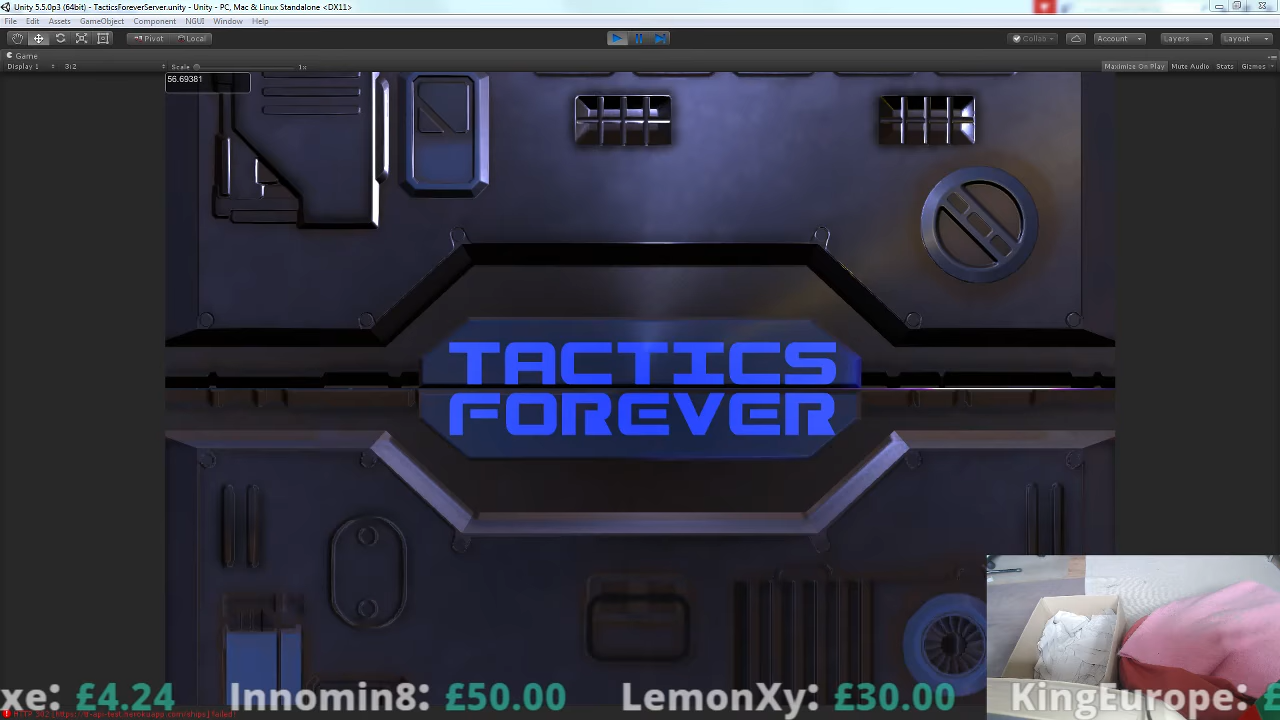 Unity 5.5.0p3 (64bit) - TacticsForeverServer.unity - Unity - PC, Mac & Linux Standalone <DX11>
File Edit Assets GameObject Component NGUI Window Help
Pivot Local Collab Account Layers Layout
Game
Display 1 3:2 Scale 1x Maximize On Play Mute Audio Stats Gizmos
56.69381
TACTICS
FOREVER
xe: £4.24 Innomin8: £50.00 LemonXy: £30.00 KingEurope: £